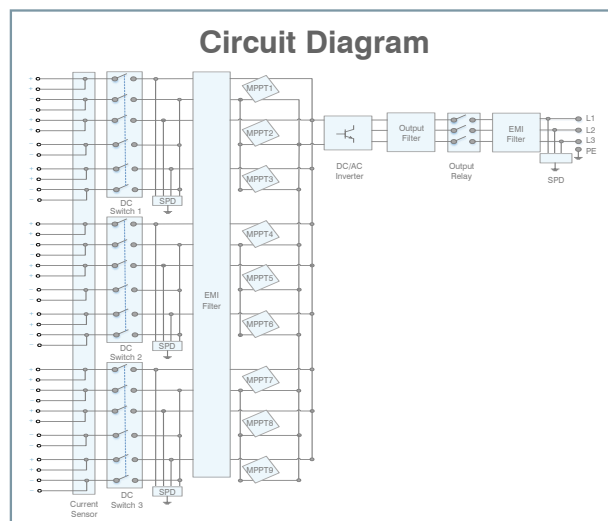 Circuit Diagram
MPPT1
MPPT2
MPPT3
DC
Switch 1
SPD
MPPT4
MPPT5
MPPT6
EMI
Filter
DC
Switch 2
SPD
MPPT7
MPPT8
MPPT9
Current
Sensor
DC
Switch 3
SPD
DC/AC
Inverter
Output
Filter
Output
Relay
EMI
Filter
L1
L2
L3
PE
SPD